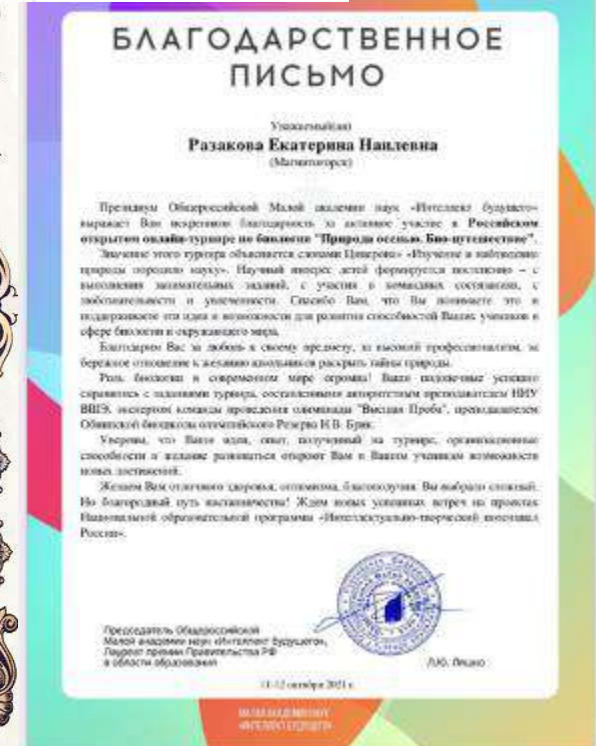 БЛАГОДАРСТВЕННОЕ
ПИСЬМО
Уважаемый(ая)
Разакова Екатерина Наилевна
(Магнитогорск)
Президиум Общероссийской Малой академии наук «Интеллект будущего»
выражает Вам искреннюю благодарность за активное участие в Российском
открытом онлайн-турнире по биологии "Природа осенью. Био-путешествие".
Значение этого турнира объясняется словами Цицерона: «Изучение и наблюдение
природы породило науку». Научный интерес детей формируется постепенно – с
выполнения занимательных заданий, с участия в командных состязаниях, с
любознательности и увлеченности. Спасибо Вам, что Вы понимаете это и
поддерживаете эти идеи и возможности для развития способностей Ваших учеников в
сфере биологии и окружающего мира.
Благодарим Вас за любовь к своему предмету, за высокий профессионализм, за
бережное отношение к желанию школьников раскрыть тайны природы.
Роль биологии в современном мире огромна! Ваши подопечные успешно
справились с заданиями турнира, составленными авторитетным преподавателем НИУ
ВШЭ, экспертом команды проведения олимпиады "Высшая Проба", преподавателем
Обнинской биошколы олимпийского Резерва Н.В. Брик.
Уверены, что Ваши идеи, опыт, полученный на турнире, организационные
способности и желание развиваться откроют Вам и Вашим ученикам возможности
новых достижений.
Желаем Вам отличного здоровья, оптимизма, благополучия. Вы выбрали сложный,
Но благородный путь наставничества! Ждем новых успешных встреч на проектах
Национальной образовательной программы «Интеллектуально-творческий потенциал
России».
Председатель Общероссийской
Малой академии наук «Интеллект будущего»,
Лауреат премии Правительства РФ
в области образования
Л.Ю. Ляшко
11-12 октября 2021 г.
МАЛАЯ АКАДЕМИЯ НАУК
«ИНТЕЛЛЕКТ БУДУЩЕГО»